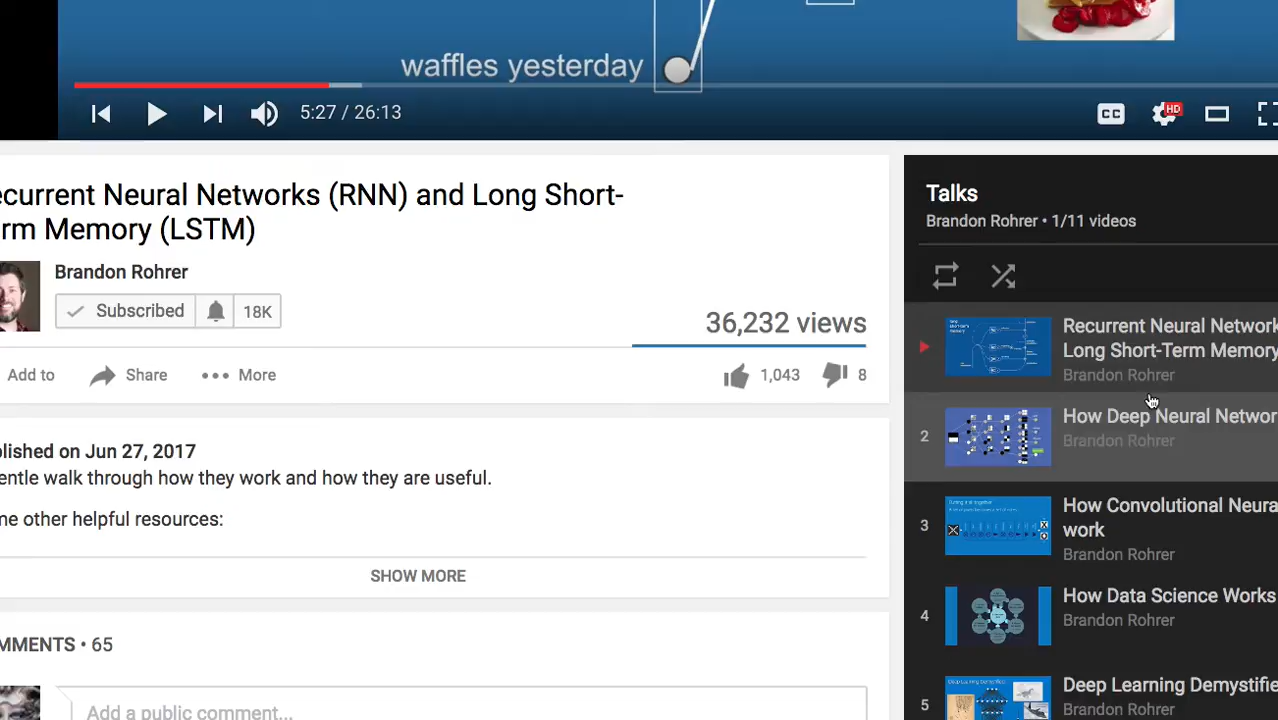 waffles yesterday
5:27 / 26:13
CC
HD
ecurrent Neural Networks (RNN) and Long Short-
rm Memory (LSTM)
Brandon Rohrer
Subscribed 18K
36,232 views
Add to Share More 1,043 8
blished on Jun 27, 2017
entle walk through how they work and how they are useful.
me other helpful resources:
SHOW MORE
MMENTS • 65
Add a public comment...
Talks
Brandon Rohrer • 1/11 videos
Recurrent Neural Network
Long Short-Term Memory
Brandon Rohrer
2
How Deep Neural Networ
Brandon Rohrer
3
How Convolutional Neura
work
Brandon Rohrer
4
How Data Science Works
Brandon Rohrer
5
Deep Learning Demystifie
Brandon Rohrer